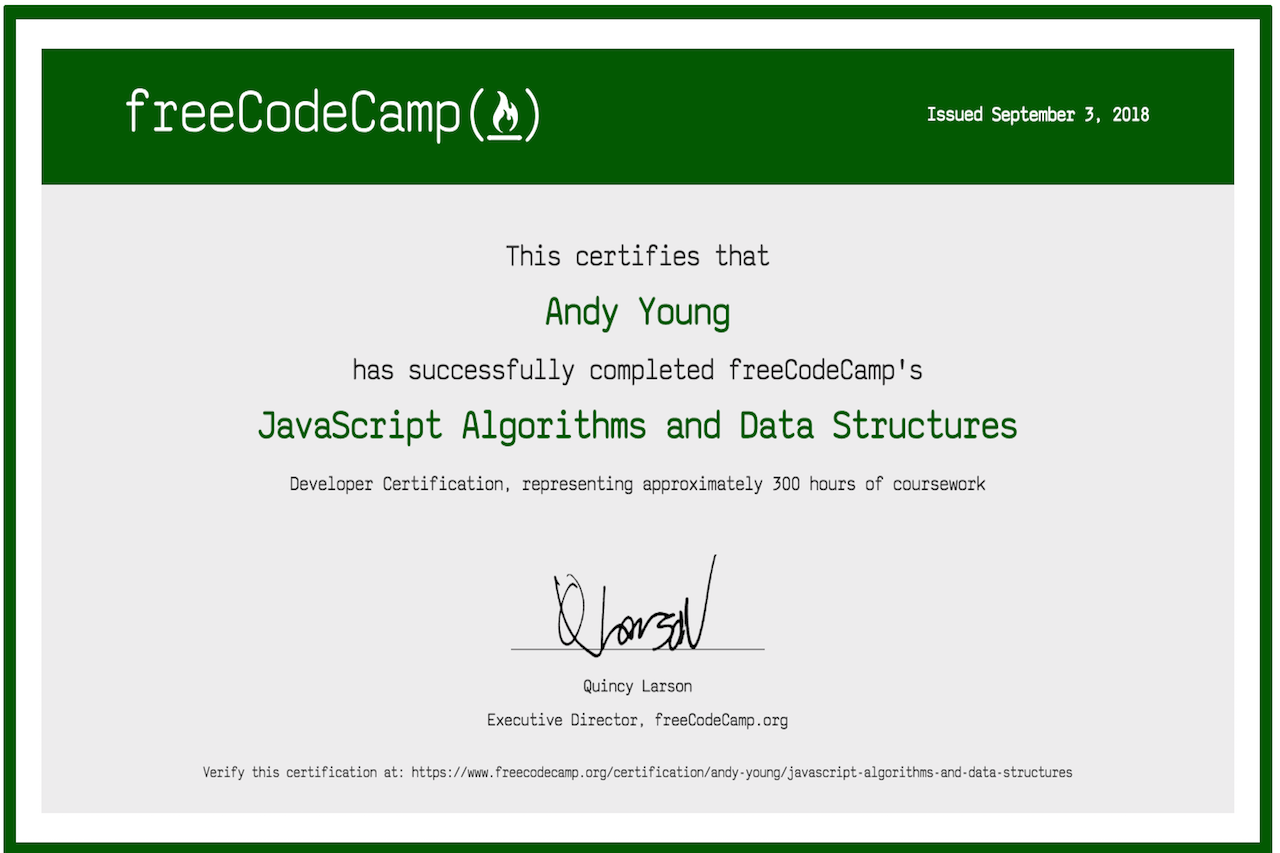 freeCodeCamp(🔥)
Issued September 3, 2018
This certifies that
Andy Young
has successfully completed freeCodeCamp's
JavaScript Algorithms and Data Structures
Developer Certification, representing approximately 300 hours of coursework
Q Larson
Quincy Larson
Executive Director, freeCodeCamp.org
Verify this certification at: https://www.freecodecamp.org/certification/andy-young/javascript-algorithms-and-data-structures